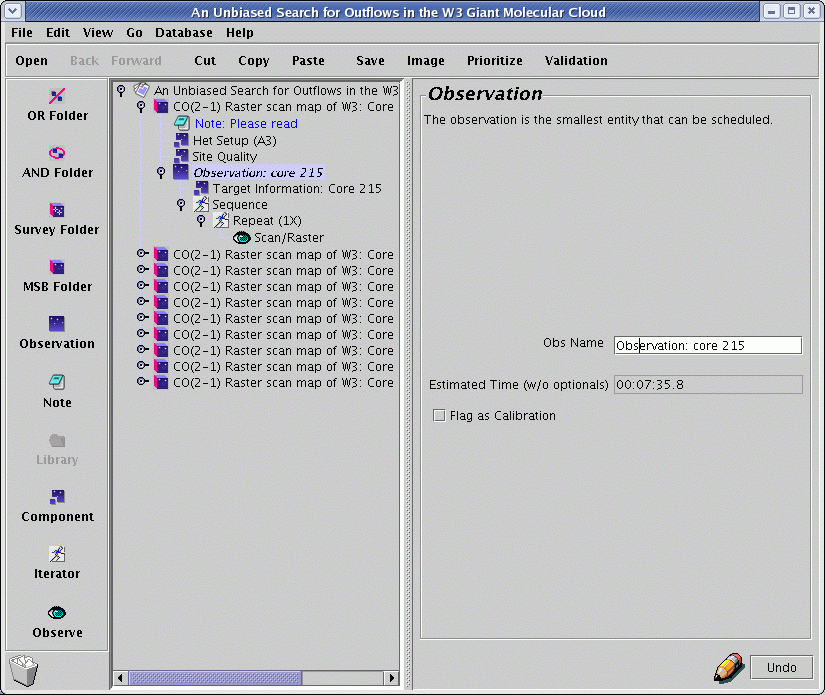 An Unbiased Search for Outflows in the W3 Giant Molecular Cloud
File Edit View Go Database Help
Open Back Forward Cut Copy Paste Save Image Prioritize Validation
OR Folder
AND Folder
Survey Folder
MSB Folder
Observation
Note
Library
Component
Iterator
Observe
An Unbiased Search for Outflows in the W3
CO(2-1) Raster scan map of W3: Core
Note: Please read
Het Setup (A3)
Site Quality
Observation: core 215
Target Information: Core 215
Sequence
Repeat (1X)
Scan/Raster
CO(2-1) Raster scan map of W3: Core
CO(2-1) Raster scan map of W3: Core
CO(2-1) Raster scan map of W3: Core
CO(2-1) Raster scan map of W3: Core
CO(2-1) Raster scan map of W3: Core
CO(2-1) Raster scan map of W3: Core
CO(2-1) Raster scan map of W3: Core
CO(2-1) Raster scan map of W3: Core
CO(2-1) Raster scan map of W3: Core
Observation
The observation is the smallest entity that can be scheduled.
Obs Name Observation: core 215
Estimated Time (w/o optionals) 00:07:35.8
Flag as Calibration
Undo